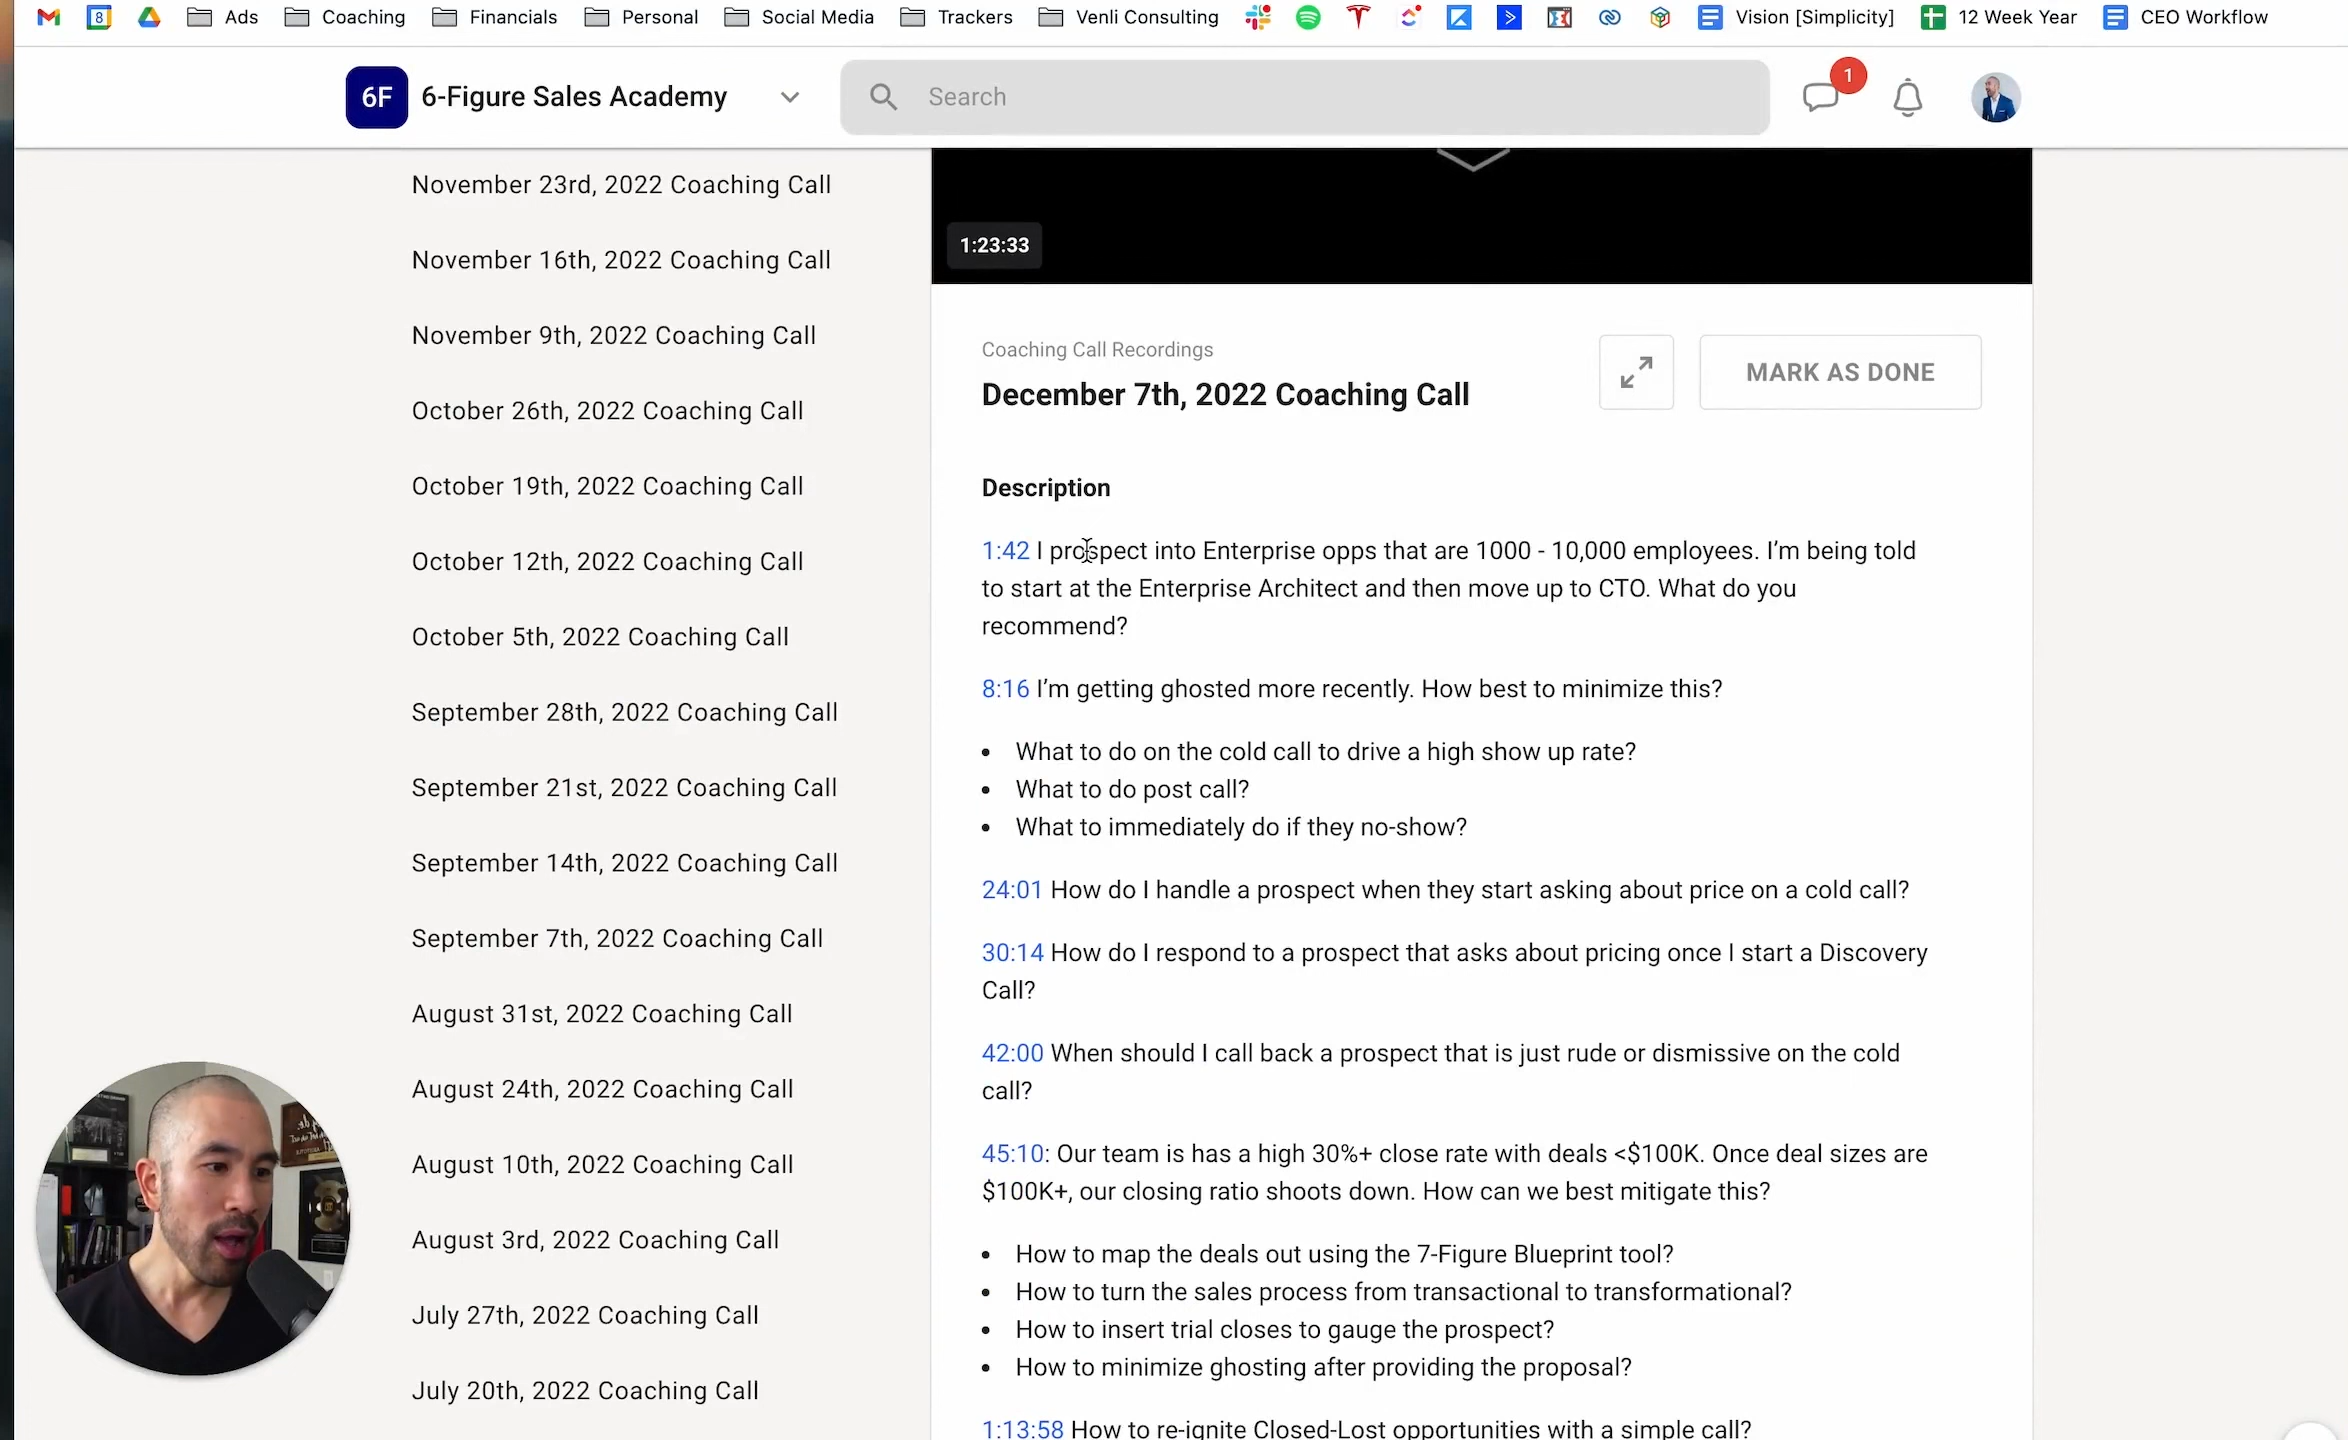 8
Ads
Coaching
Financials
Personal
Social Media
Trackers
Venli Consulting
Vision [Simplicity]
12 Week Year
CEO Workflow
6F
6-Figure Sales Academy
Search
1
November 23rd, 2022 Coaching Call
November 16th, 2022 Coaching Call
November 9th, 2022 Coaching Call
October 26th, 2022 Coaching Call
October 19th, 2022 Coaching Call
October 12th, 2022 Coaching Call
October 5th, 2022 Coaching Call
September 28th, 2022 Coaching Call
September 21st, 2022 Coaching Call
September 14th, 2022 Coaching Call
September 7th, 2022 Coaching Call
August 31st, 2022 Coaching Call
August 24th, 2022 Coaching Call
August 10th, 2022 Coaching Call
August 3rd, 2022 Coaching Call
July 27th, 2022 Coaching Call
July 20th, 2022 Coaching Call
1:23:33
Coaching Call Recordings
December 7th, 2022 Coaching Call
MARK AS DONE
Description
1:42 I prospect into Enterprise opps that are 1000 - 10,000 employees. I’m being told
to start at the Enterprise Architect and then move up to CTO. What do you
recommend?
8:16 I’m getting ghosted more recently. How best to minimize this?
• What to do on the cold call to drive a high show up rate?
• What to do post call?
• What to immediately do if they no-show?
24:01 How do I handle a prospect when they start asking about price on a cold call?
30:14 How do I respond to a prospect that asks about pricing once I start a Discovery
Call?
42:00 When should I call back a prospect that is just rude or dismissive on the cold
call?
45:10: Our team is has a high 30%+ close rate with deals <$100K. Once deal sizes are
$100K+, our closing ratio shoots down. How can we best mitigate this?
• How to map the deals out using the 7-Figure Blueprint tool?
• How to turn the sales process from transactional to transformational?
• How to insert trial closes to gauge the prospect?
• How to minimize ghosting after providing the proposal?
1:13:58 How to re-ignite Closed-Lost opportunities with a simple call?